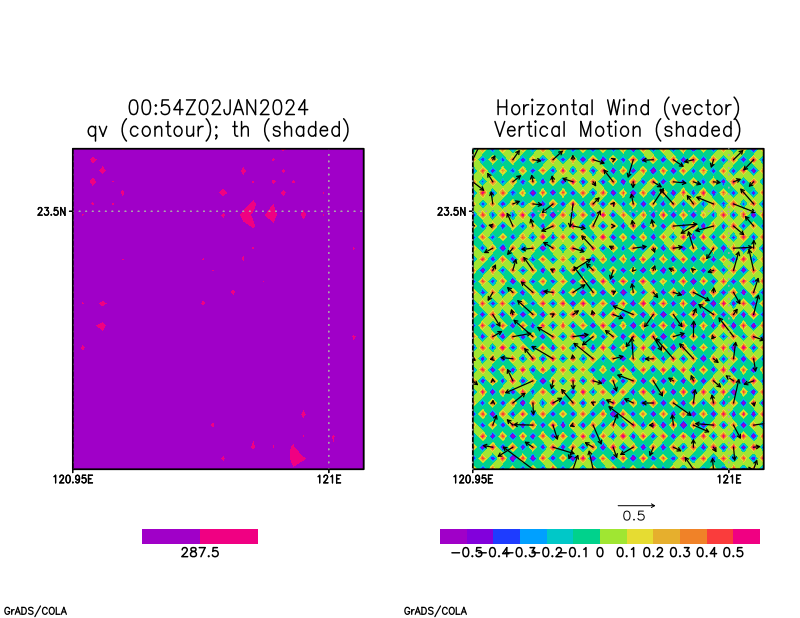 00:54Z02JAN2024
qv (contour); th (shaded)
23.5N
120.95E
121E
287.5
GrADS/COLA
Horizontal Wind (vector)
Vertical Motion (shaded)
23.5N
120.95E
121E
0.5
-0.5 -0.4 -0.3 -0.2 -0.1 0 0.1 0.2 0.3 0.4 0.5
GrADS/COLA